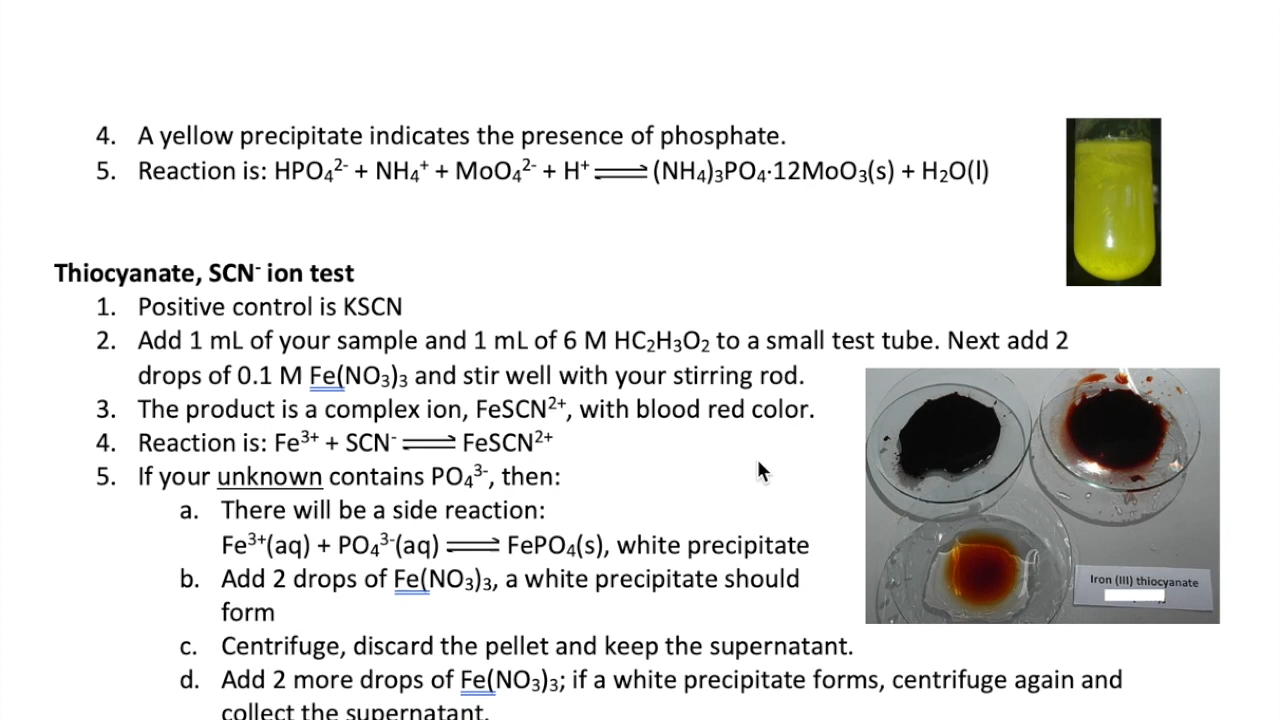 4. A yellow precipitate indicates the presence of phosphate.
5. Reaction is: HPO₄²⁻ + NH₄⁺ + MoO₄²⁻ + H⁺ ⇌ (NH₄)₃PO₄·12MoO₃(s) + H₂O(l)
Thiocyanate, SCN⁻ ion test
1. Positive control is KSCN
2. Add 1 mL of your sample and 1 mL of 6 M HC₂H₃O₂ to a small test tube. Next add 2
drops of 0.1 M Fe(NO₃)₃ and stir well with your stirring rod.
3. The product is a complex ion, FeSCN²⁺, with blood red color.
4. Reaction is: Fe³⁺ + SCN⁻ ⇌ FeSCN²⁺
5. If your unknown contains PO₄³⁻, then:
a. There will be a side reaction:
Fe³⁺(aq) + PO₄³⁻(aq) ⇌ FePO₄(s), white precipitate
b. Add 2 drops of Fe(NO₃)₃, a white precipitate should
form
c. Centrifuge, discard the pellet and keep the supernatant.
d. Add 2 more drops of Fe(NO₃)₃; if a white precipitate forms, centrifuge again and
collect the supernatant.
Iron (III) thiocyanate